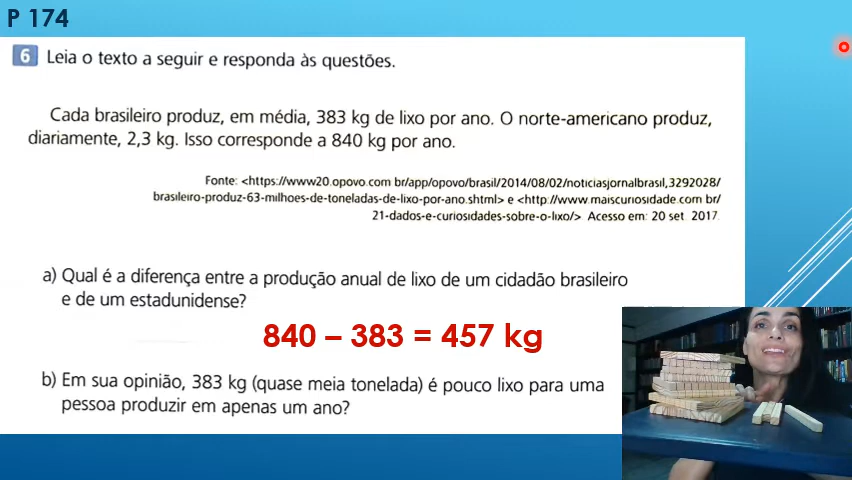 P 174
6 Leia o texto a seguir e responda às questões.
Cada brasileiro produz, em média, 383 kg de lixo por ano. O norte-americano produz,
diariamente, 2,3 kg. Isso corresponde a 840 kg por ano.
Fonte: <https://www20.opovo.com br/app/opovo/brasil/2014/08/02/noticiasjornalbrasil,3292028/
brasileiro-produz-63-milhoes-de-toneladas-de-lixo-por-ano.shtml> e <http://www.maiscuriosidade.com br/
21-dados-e-curiosidades-sobre-o-lixo/>. Acesso em: 20 set. 2017.
a) Qual é a diferença entre a produção anual de lixo de um cidadão brasileiro
e de um estadunidense?
840 – 383 = 457 kg
b) Em sua opinião, 383 kg (quase meia tonelada) é pouco lixo para uma
pessoa produzir em apenas um ano?